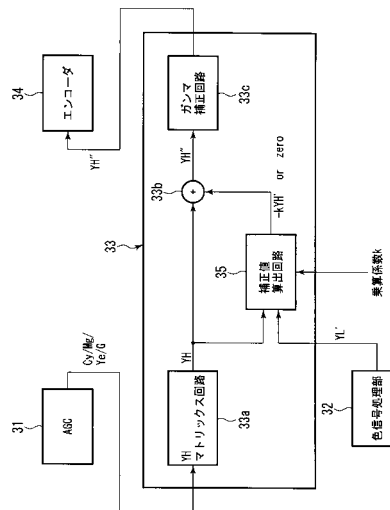 31
AGC
Cy/Mg/
Ye/G
34
エンコーダ
YH"
33
YH
マトリックス回路
33a
YH
33b
YH"
ガンマ
補正回路
33c
-kYH' or zero
35
補正値
算出回路
YL'
乗算係数k
32
色信号処理部